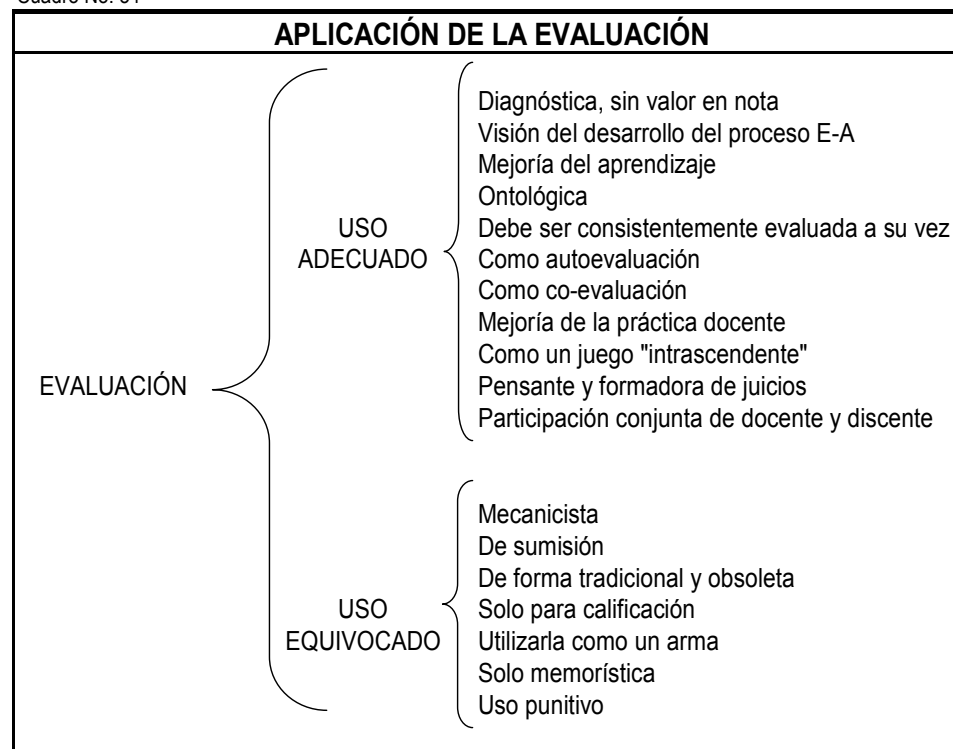 APLICACIÓN DE LA EVALUACIÓN
EVALUACIÓN
USO
ADECUADO
Diagnóstica, sin valor en nota
Visión del desarrollo del proceso E-A
Mejoría del aprendizaje
Ontológica
Debe ser consistentemente evaluada a su vez
Como autoevaluación
Como co-evaluación
Mejoría de la práctica docente
Como un juego "intrascendente"
Pensante y formadora de juicios
Participación conjunta de docente y discente
USO
EQUIVOCADO
Mecanicista
De sumisión
De forma tradicional y obsoleta
Solo para calificación
Utilizarla como un arma
Solo memorística
Uso punitivo